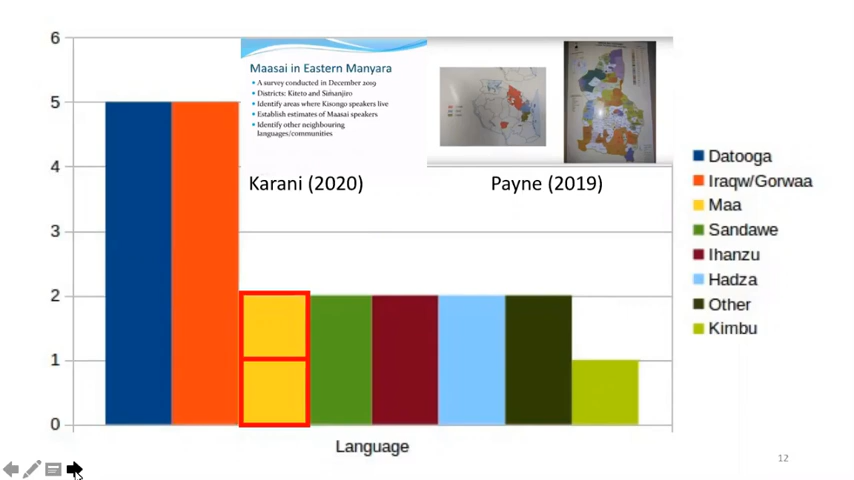 6
5
4
3
2
1
0
Maasai in Eastern Manyara
• A survey conducted in December 2019
• Districts: Kiteto and Simanjiro
• Identify areas where Kisongo speakers live
• Establish estimates of Maasai speakers
• Identify other neighbouring
languages/communities
Karani (2020)
Payne (2019)
Datooga
Iraqw/Gorwaa
Maa
Sandawe
Ihanzu
Hadza
Other
Kimbu
Language
12